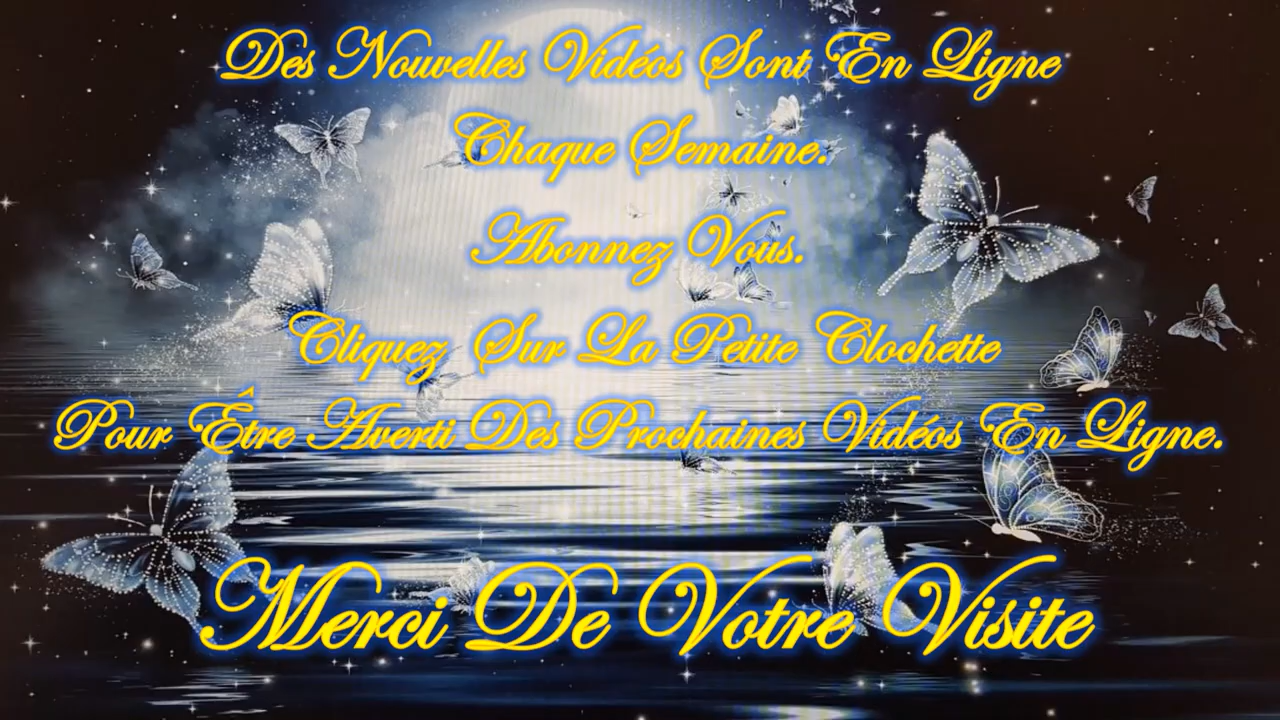 Des Nouvelles Vidéos Sont En Ligne
Chaque Semaine.
Abonnez Vous.
Cliquez Sur La Petite Clochette
Pour Être Averti Des Prochaines Vidéos En Ligne.
Merci De Votre Visite